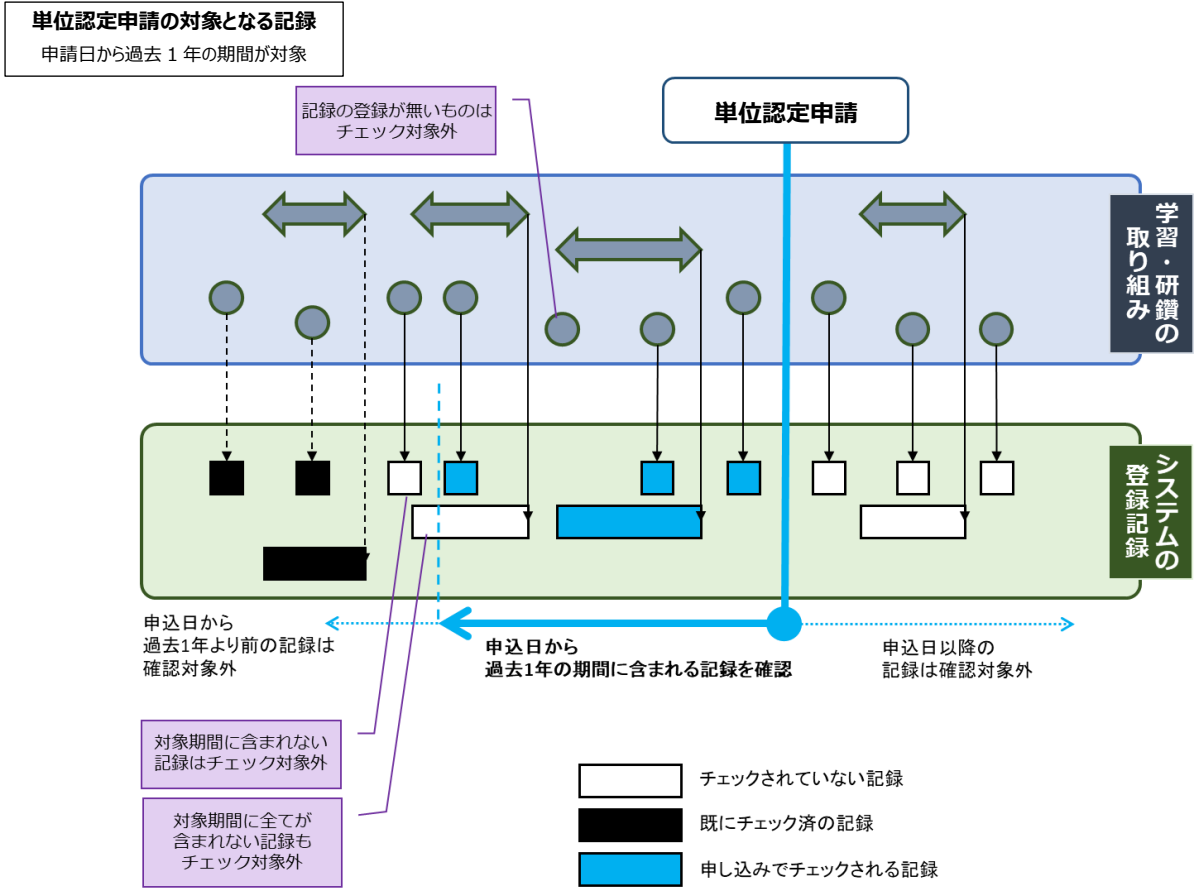 単位認定申請の対象となる記録
申請日から過去 1 年の期間が対象
記録の登録が無いものは
チェック対象外
単位認定申請
学習・研鑽の
取り組み
システムの
登録記録
申込日から
過去1年より前の記録は
確認対象外
申込日から
過去1年の期間に含まれる記録を確認
申込日以降の
記録は確認対象外
対象期間に含まれない
記録はチェック対象外
対象期間に全てが
含まれない記録も
チェック対象外
チェックされていない記録
既にチェック済の記録
申し込みでチェックされる記録